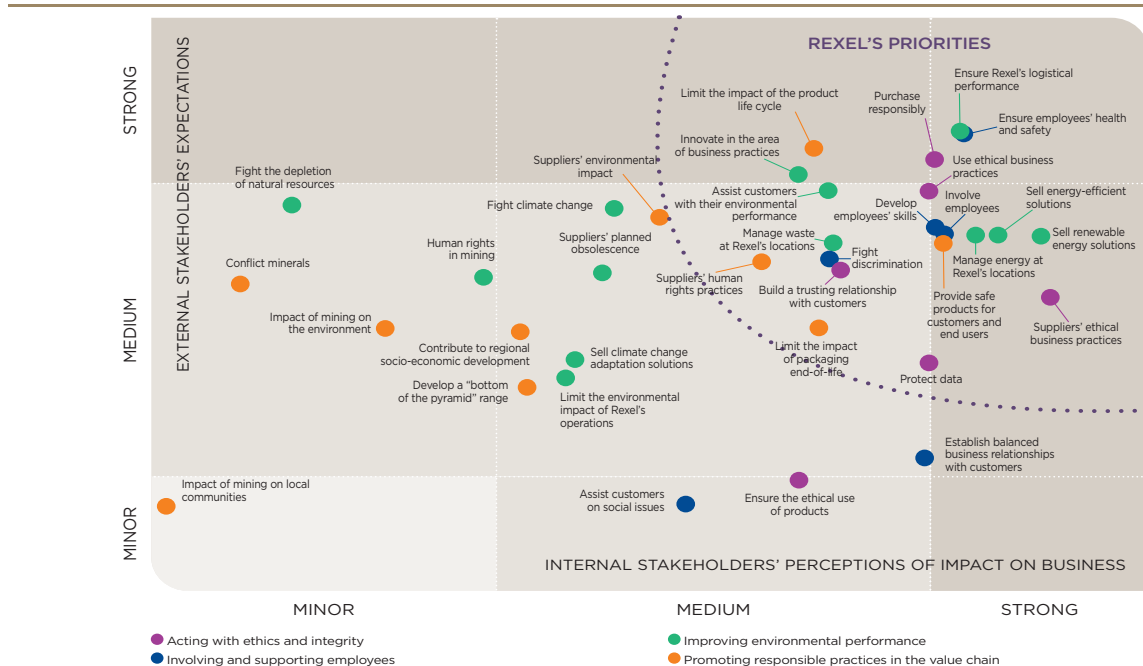 REXEL'S PRIORITIES
STRONG
MEDIUM
MINOR
EXTERNAL STAKEHOLDERS' EXPECTATIONS
Ensure Rexel's logistical
performance
Limit the impact of the product
life cycle
Purchase
responsibly
Ensure employees' health
and safety
Innovate in the area
of business practices
Suppliers' environmental
impact
Use ethical business
practices
Fight the depletion
of natural resources
Assist customers
with their environmental
performance
Develop
employees' skills
Involve
employees
Sell energy-efficient
solutions
Fight climate change
Sell renewable
energy solutions
Human rights
in mining
Suppliers' planned
obsolescence
Manage waste
at Rexel's locations
Fight
discrimination
Manage energy at
Rexel's locations
Conflict minerals
Suppliers' human
rights practices
Build a trusting relationship
with customers
Provide safe
products for
customers and
end users
Suppliers' ethical
business practices
Impact of mining on
the environment
Contribute to regional
socio-economic development
Limit the impact
of packaging
end-of-life
Sell climate change
adaptation solutions
Protect data
Develop a "bottom
of the pyramid" range
Limit the environmental
impact of Rexel's
operations
Establish balanced
business relationships
with customers
Impact of mining on local
communities
Assist customers
on social issues
Ensure the ethical use
of products
INTERNAL STAKEHOLDERS' PERCEPTIONS OF IMPACT ON BUSINESS
MINOR
MEDIUM
STRONG
Acting with ethics and integrity
Improving environmental performance
Involving and supporting employees
Promoting responsible practices in the value chain